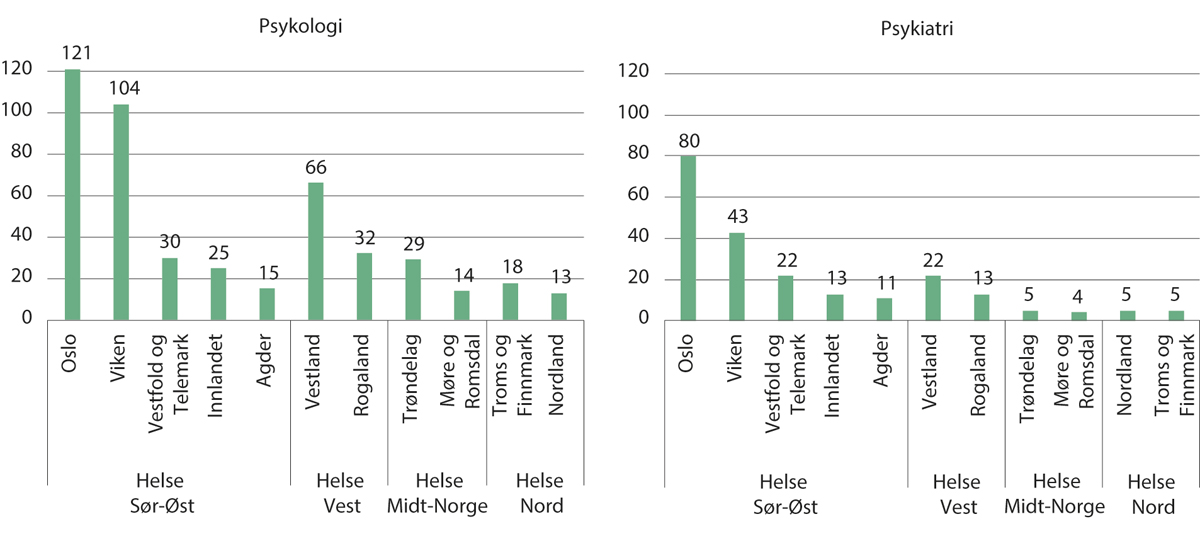 Psykologi
120
100
80
60
40
20
0
121
104
30
25
15
66
32
29
14
18
13
Oslo
Viken
Vestfold og
Telemark
Innlandet
Agder
Vestland
Rogaland
Trøndelag
Møre og
Romsdal
Troms og
Finnmark
Nordland
Helse
Sør-Øst
Helse
Vest
Helse
Midt-Norge
Helse
Nord
Psykiatri
120
100
80
60
40
20
0
80
43
22
13
11
22
13
5
4
5
5
Oslo
Viken
Vestfold og
Telemark
Innlandet
Agder
Vestland
Rogaland
Trøndelag
Møre og
Romsdal
Nordland
Troms og
Finnmark
Helse
Sør-Øst
Helse
Vest
Helse
Midt-Norge
Helse
Nord